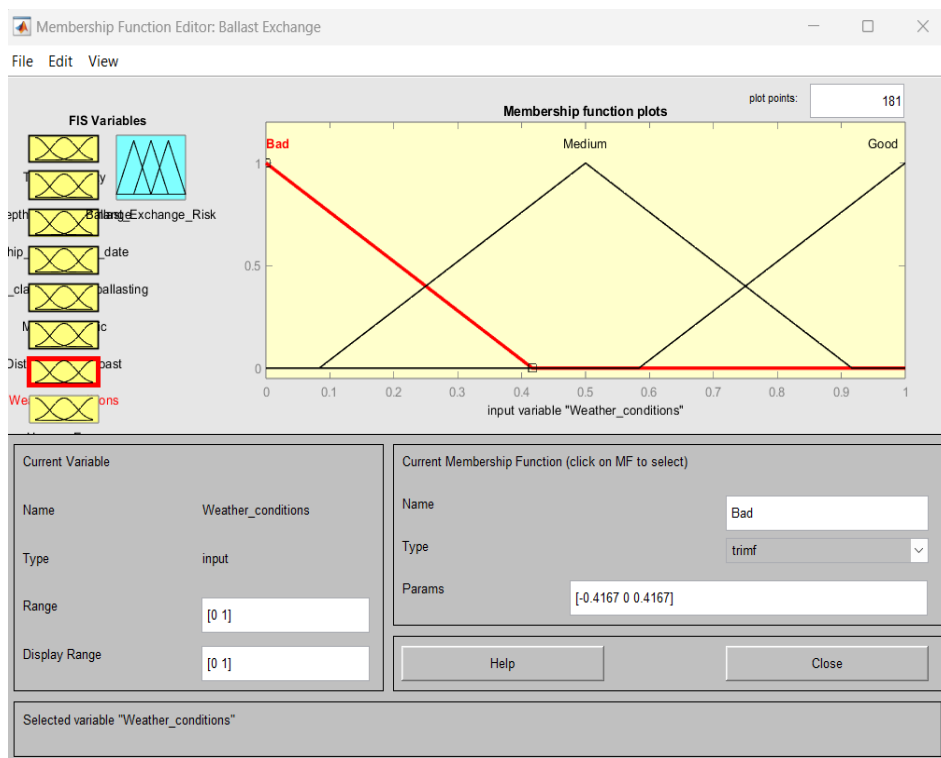 Membership Function Editor: Ballast Exchange
File Edit View
FIS Variables
Ballast_Exchange_Risk
_date
ballasting
Membership function plots
plot points:
181
Bad
Medium
Good
1
0.5
0
0 0.1 0.2 0.3 0.4 0.5 0.6 0.7 0.8 0.9 1
input variable "Weather_conditions"
Current Variable
Name Weather_conditions
Type input
Range [0 1]
Display Range [0 1]
Current Membership Function (click on MF to select)
Name Bad
Type trimf
Params [-0.4167 0 0.4167]
Help Close
Selected variable "Weather_conditions"